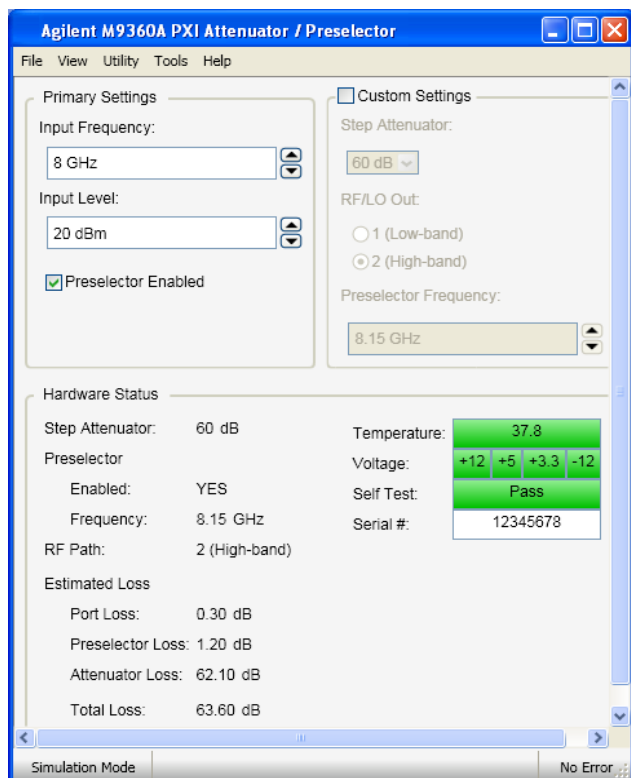 Agilent M9360A PXI Attenuator / Preselector
File View Utility Tools Help
Primary Settings
Input Frequency:
8 GHz
Input Level:
20 dBm
Preselector Enabled
Custom Settings
Step Attenuator:
60 dB
RF/LO Out:
1 (Low-band)
2 (High-band)
Preselector Frequency:
8.15 GHz
Hardware Status
Step Attenuator: 60 dB
Preselector
Enabled: YES
Frequency: 8.15 GHz
RF Path: 2 (High-band)
Estimated Loss
Port Loss: 0.30 dB
Preselector Loss: 1.20 dB
Attenuator Loss: 62.10 dB
Total Loss: 63.60 dB
Temperature: 37.8
Voltage: +12 +5 +3.3 -12
Self Test: Pass
Serial #: 12345678
Simulation Mode
No Error